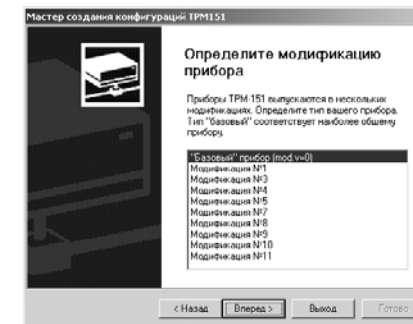 Мастер создания конфигураций ТРМ151
Определите модификацию
прибора
Приборы ТРМ-151 выпускаются в нескольких
модификациях. Определите тип вашего прибора.
Тип "базовый" соответствует наиболее общему
прибору.
"Базовый" прибор (mod.v=0)
Модификация №1
Модификация №3
Модификация №4
Модификация №5
Модификация №7
Модификация №8
Модификация №9
Модификация №10
Модификация №11
< Назад Вперед > Выход Готово